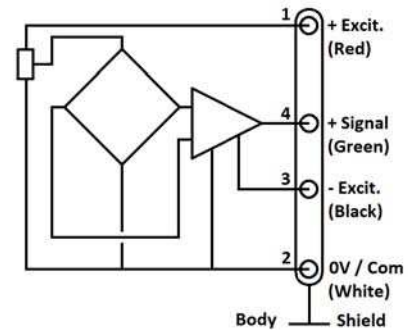 1 + Excit.
(Red)
4 + Signal
(Green)
3 - Excit.
(Black)
2 0V / Com
(White)
Body Shield